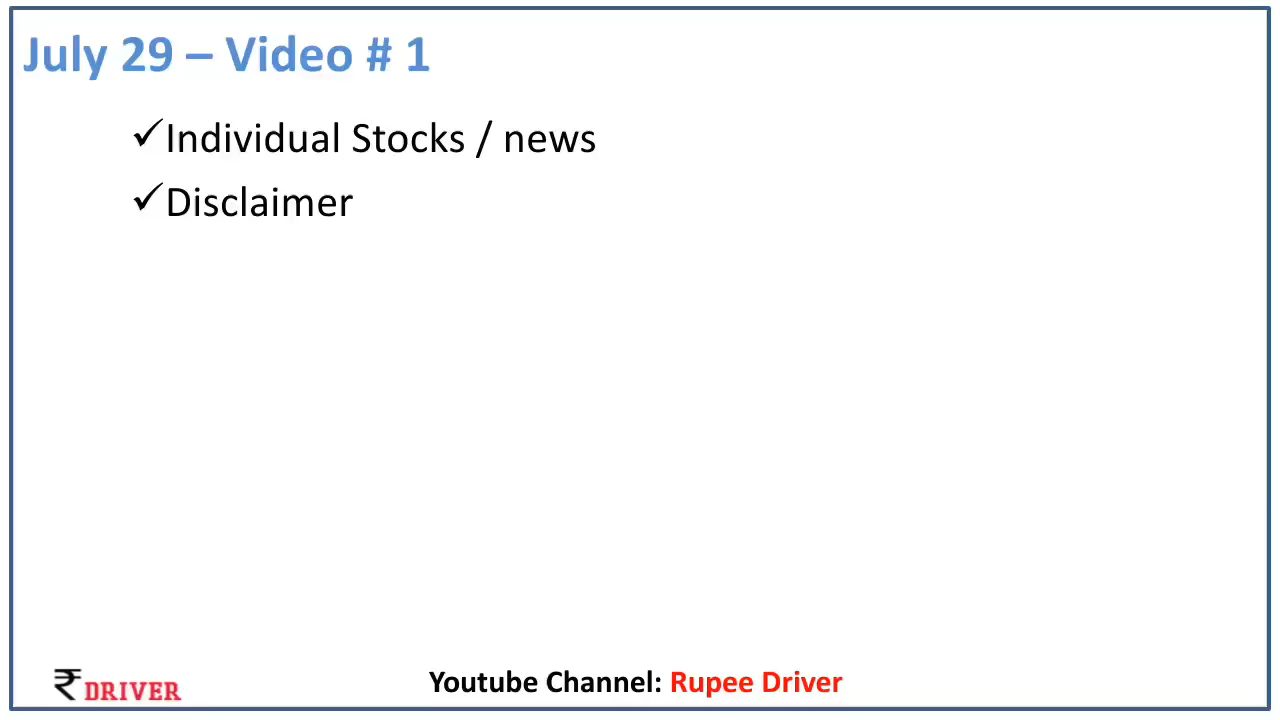 July 29 – Video # 1
✓Individual Stocks / news
✓Disclaimer
₹ DRIVER
Youtube Channel: Rupee Driver